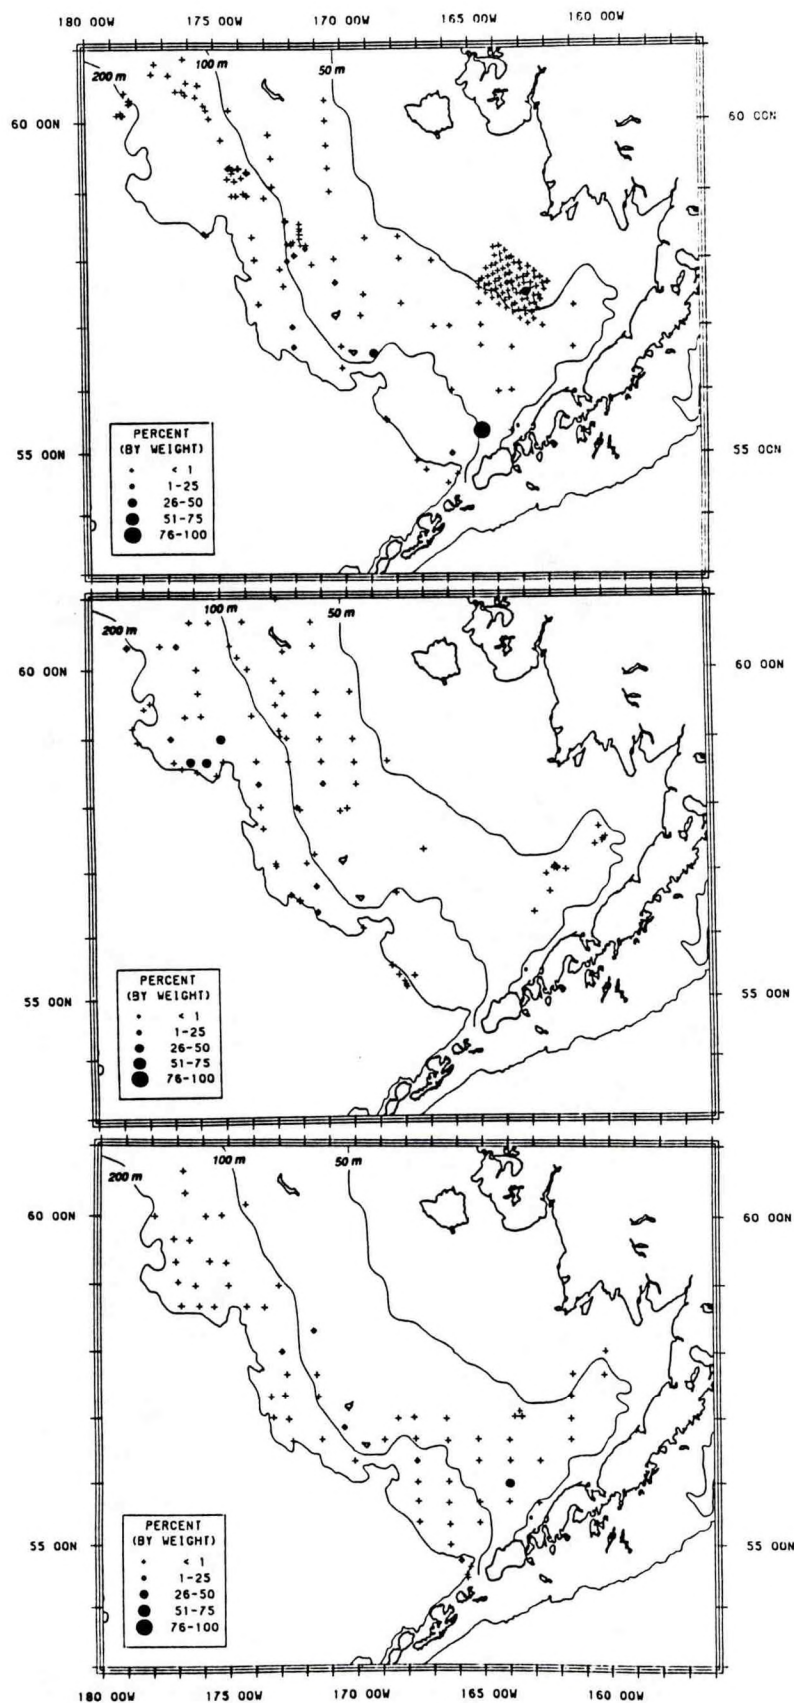 180 00W 175 00W 170 00W 165 00W 160 00W
200 m 100 m 50 m
60 00N 60 00N
55 00N 55 00N
PERCENT
(BY WEIGHT)
< 1
1-25
26-50
51-75
76-100
200 m 100 m 50 m
60 00N 60 00N
55 00N 55 00N
PERCENT
(BY WEIGHT)
< 1
1-25
26-50
51-75
76-100
200 m 100 m 50 m
60 00N 60 00N
55 00N 55 00N
PERCENT
(BY WEIGHT)
< 1
1-25
26-50
51-75
76-100
180 00W 175 00W 170 00W 165 00W 160 00W